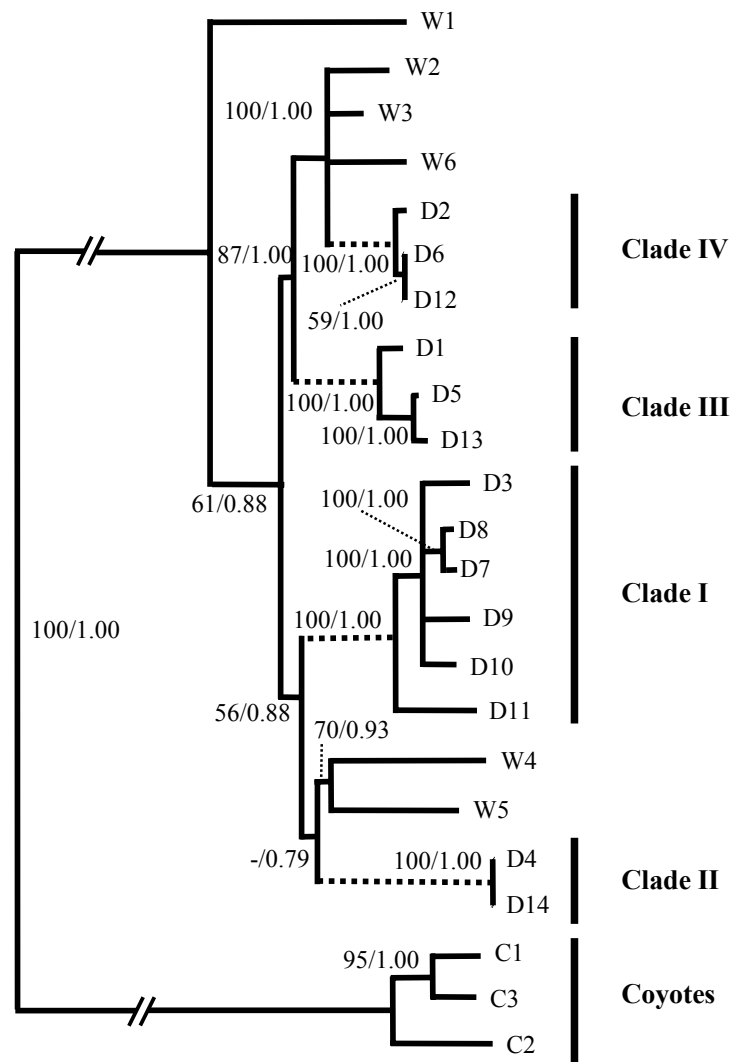 W1
W2
100/1.00
W3
W6
D2
87/1.00
100/1.00
D6
Clade IV
D12
59/1.00
D1
D5
100/1.00
Clade III
100/1.00
D13
D3
61/0.88
100/1.00
D8
100/1.00
D7
Clade I
100/1.00
D9
100/1.00
D10
56/0.88
D11
70/0.93
W4
W5
-/0.79
100/1.00
D4
Clade II
D14
95/1.00
C1
C3
Coyotes
C2